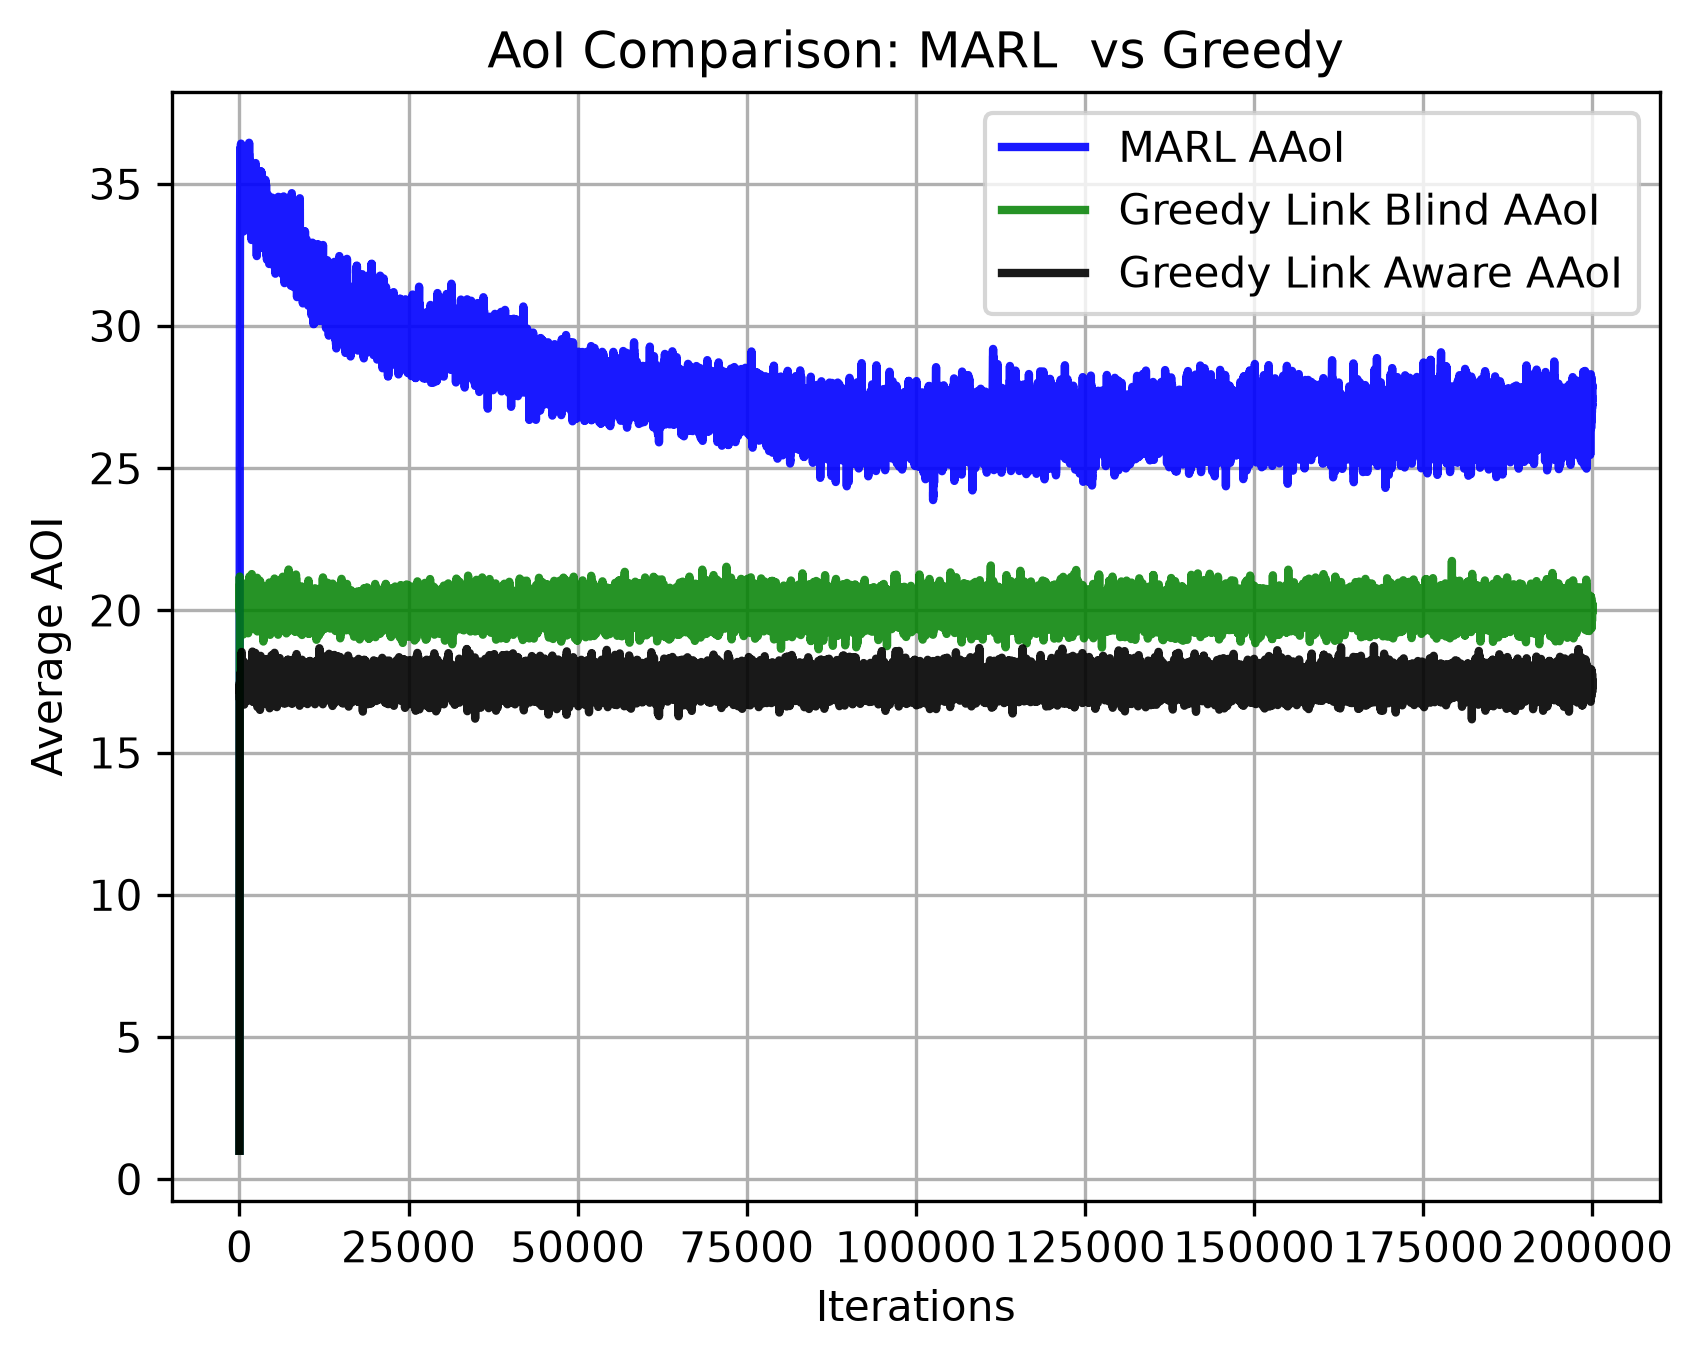 AoI Comparison: MARL  vs Greedy
MARL AAoI
Greedy Link Blind AAoI
Greedy Link Aware AAoI
Average AOI
35
30
25
20
15
10
5
0
0 25000 50000 75000 100000 125000 150000 175000 200000
Iterations